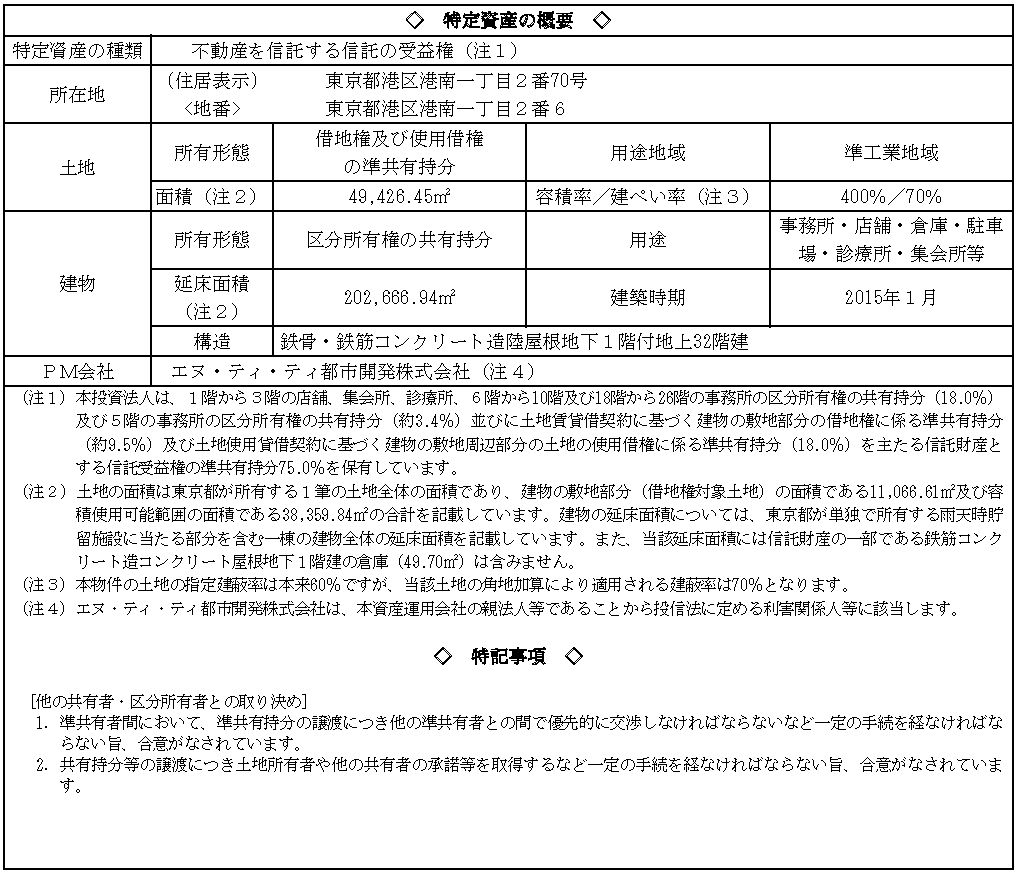 ◇　特定資産の概要　◇
特定資産の種類　不動産を信託する信託の受益権（注１）
所在地　（住居表示）　東京都港区港南一丁目２番70号
<地番>　東京都港区港南一丁目２番６
土地　所有形態　借地権及び使用借権の準共有持分　用途地域　準工業地域
面積（注２）　49,426.45㎡　容積率／建ぺい率（注３）　400%／70%
建物　所有形態　区分所有権の共有持分　用途　事務所・店舗・倉庫・駐車場・診療所・集会所等
延床面積（注２）　202,666.94㎡　建築時期　2015年１月
構造　鉄骨・鉄筋コンクリート造陸屋根地下１階付地上32階建
ＰＭ会社　エヌ・ティ・ティ都市開発株式会社（注４）
（注１）本投資法人は、１階から３階の店舗、集会所、診療所、６階から10階及び18階から26階の事務所の区分所有権の共有持分（18.0%）
及び５階の事務所の区分所有権の共有持分（約3.4%）並びに土地賃貸借契約に基づく建物の敷地部分の借地権に係る準共有持分
（約9.5%）及び土地使用貸借契約に基づく建物の敷地周辺部分の土地の使用借権に係る準共有持分（18.0%）を主たる信託財産と
する信託受益権の準共有持分75.0%を保有しています。
（注２）土地の面積は東京都が所有する１筆の土地全体の面積であり、建物の敷地部分（借地権対象土地）の面積である11,066.61㎡及び容
積使用可能範囲の面積である38,359.84㎡の合計を記載しています。建物の延床面積については、東京都が単独で所有する雨天時貯
留施設に当たる部分を含む一棟の建物全体の延床面積を記載しています。また、当該延床面積には信託財産の一部である鉄筋コンク
リート造コンクリート屋根地下１階建の倉庫（49.70㎡）は含みません。
（注３）本物件の土地の指定建蔽率は本来60%ですが、当該土地の角地加算により適用される建蔽率は70%となります。
（注４）エヌ・ティ・ティ都市開発株式会社は、本資産運用会社の親法人等であることから投信法に定める利害関係人等に該当します。
◇　特記事項　◇
[他の共有者・区分所有者との取り決め]
1. 準共有者間において、準共有持分の譲渡につき他の準共有者との間で優先的に交渉しなければならないなど一定の手続を経なければな
らない旨、合意がなされています。
2. 共有持分等の譲渡につき土地所有者や他の共有者の承諾等を取得するなど一定の手続を経なければならない旨、合意がなされていま
す。